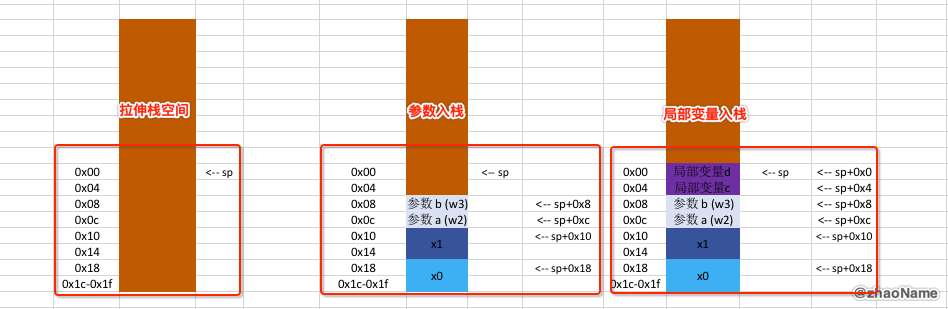 拉伸栈空间
0x00 <-- sp
0x04
0x08
0x0c
0x10
0x14
0x18
0x1c-0x1f
参数入栈
0x00 <-- sp
0x04
0x08 参数 b (w3) <-- sp+0x8
0x0c 参数 a (w2) <-- sp+0xc
0x10 <-- sp+0x10
x1
0x14
0x18 <-- sp+0x18
x0
0x1c-0x1f
局部变量入栈
0x00 局部变量d <-- sp <-- sp+0x0
0x04 局部变量c <-- sp+0x4
0x08 参数 b (w3) <-- sp+0x8
0x0c 参数 a (w2) <-- sp+0xc
0x10 <-- sp+0x10
x1
0x14
0x18 <-- sp+0x18
x0
0x1c-0x1f
@zhaoName